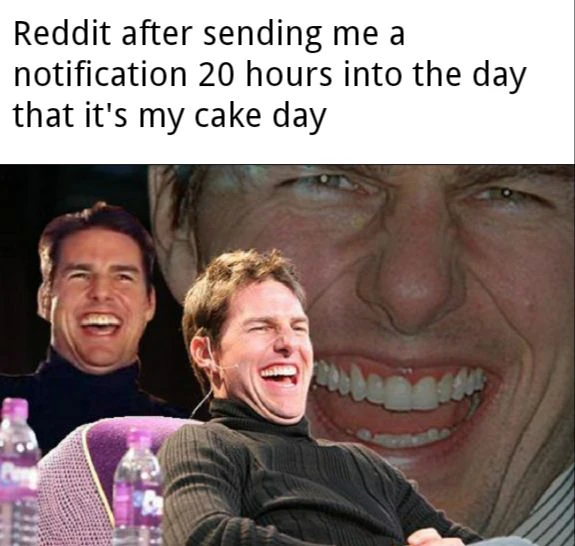 Reddit after sending me a
notification 20 hours into the day
that it's my cake day